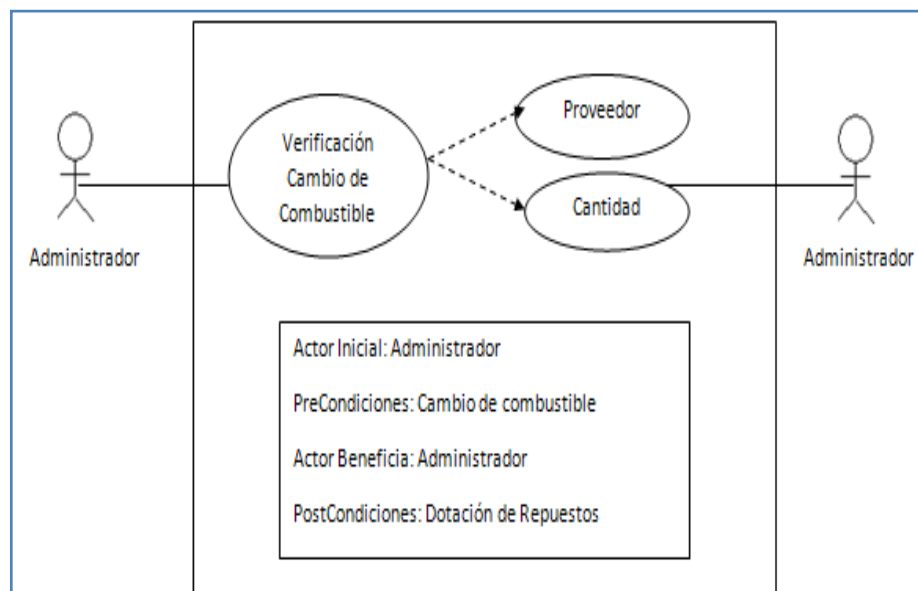 Verificación
Cambio de
Combustible
Proveedor
Cantidad
Administrador
Administrador
Actor Inicial: Administrador
PreCondiciones: Cambio de combustible
Actor Beneficia: Administrador
PostCondiciones: Dotación de Repuestos